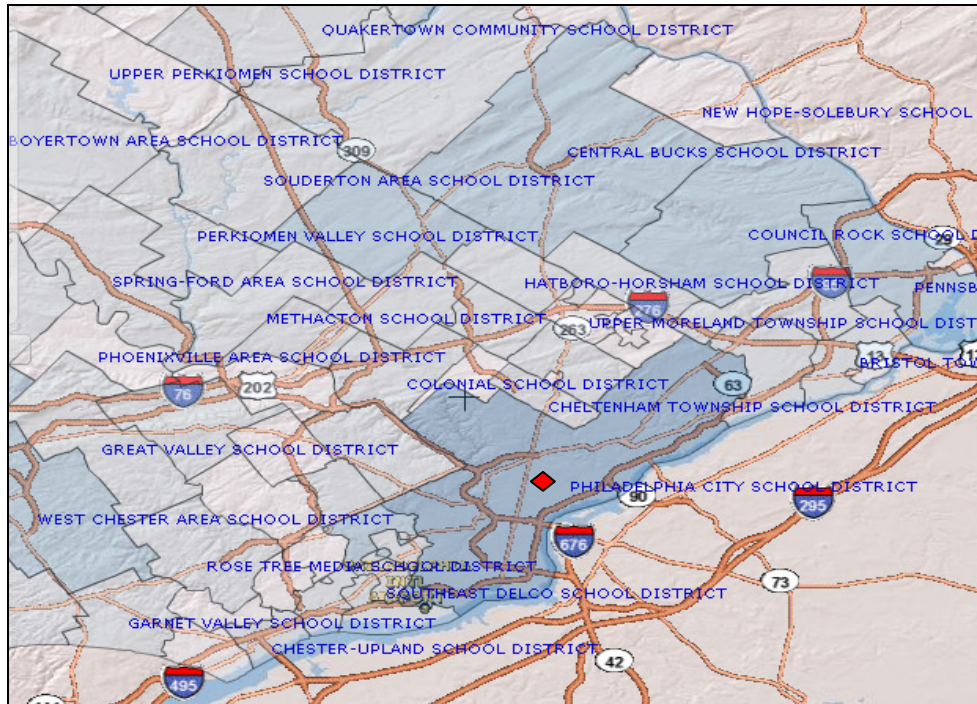 QUAKERTOWN COMMUNITY SCHOOL DISTRICT
UPPER PERKIOMEN SCHOOL DISTRICT
NEW HOPE-SOLEBURY SCHOOL
BOYERTOWN AREA SCHOOL DISTRICT
309
CENTRAL BUCKS SCHOOL DISTRICT
SOUDERTON AREA SCHOOL DISTRICT
PERKIOMEN VALLEY SCHOOL DISTRICT
COUNCIL ROCK SCHOOL D
29
SPRING-FORD AREA SCHOOL DISTRICT
HATBORO-HORSHAM SCHOOL DISTRICT
PENNSB
276
METHACTON SCHOOL DISTRICT
263
UPPER MORELAND TOWNSHIP SCHOOL DIST
13
PHOENIXVILLE AREA SCHOOL DISTRICT
BRISTOL TOW
76
202
COLONIAL SCHOOL DISTRICT
63
CHELTENHAM TOWNSHIP SCHOOL DISTRICT
GREAT VALLEY SCHOOL DISTRICT
PHILADELPHIA CITY SCHOOL DISTRICT
90
295
WEST CHESTER AREA SCHOOL DISTRICT
676
ROSE TREE MEDIA SCHOOL DISTRICT
73
SOUTHEAST DELCO SCHOOL DISTRICT
GARNET VALLEY SCHOOL DISTRICT
CHESTER-UPLAND SCHOOL DISTRICT
42
495